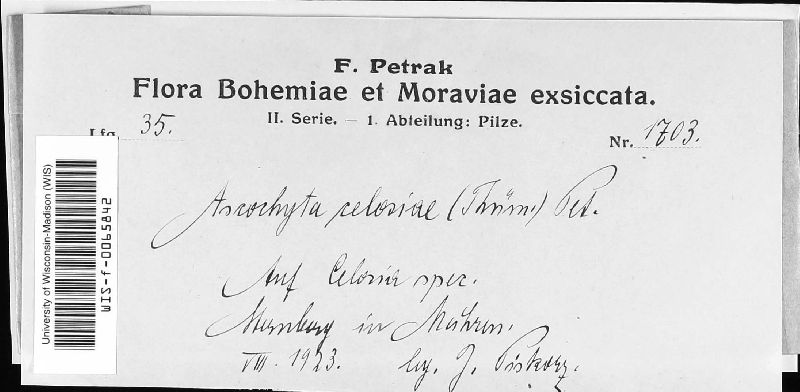 F. Petrak
Flora Bohemiae et Moraviae exsiccata.
II. Serie. – 1. Abteilung: Pilze.
Lfg. 35.
Nr. 1703.
Ascochyta celosiae (Thüm.) Pet.
Auf Celosia spec.
Sternberg in Mähren.
VIII. 1923. leg. J. Piskorz.
University of Wisconsin-Madison (WIS)
WIS-f-0065842